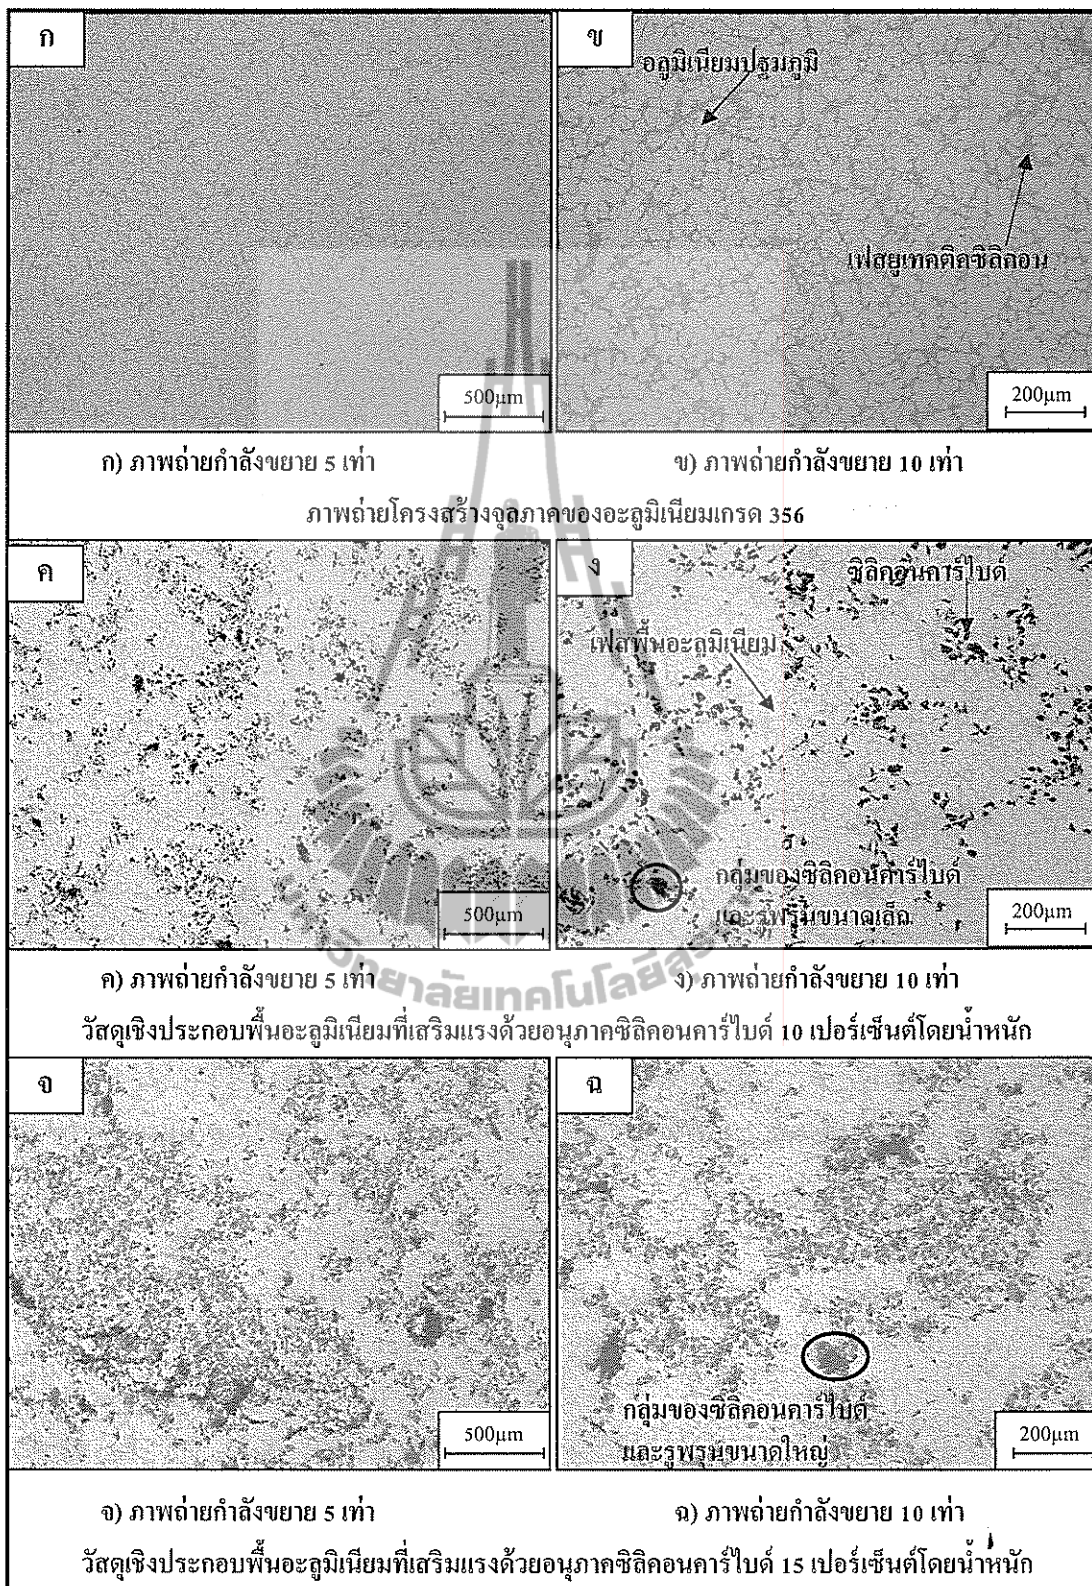 ก
ข
อลูมิเนียมปฐมภูมิ
เฟสยูเทคติคซิลิกอน
500μm
200μm
ก) ภาพถ่ายกำลังขยาย 5 เท่า
ข) ภาพถ่ายกำลังขยาย 10 เท่า
ภาพถ่ายโครงสร้างจุลภาคของอะลูมิเนียมเกรด 356
ค
ง
ซิลิกอนคาร์ไบด์
เฟสพื้นอะลูมิเนียม
กลุ่มของซิลิคอนคาร์ไบด์
และรูพรุนขนาดเล็ก
500μm
200μm
ค) ภาพถ่ายกำลังขยาย 5 เท่า
ง) ภาพถ่ายกำลังขยาย 10 เท่า
วัสดุเชิงประกอบพื้นอะลูมิเนียมที่เสริมแรงด้วยอนุภาคซิลิคอนคาร์ไบด์ 10 เปอร์เซ็นต์โดยน้ำหนัก
จ
ฉ
กลุ่มของซิลิคอนคาร์ไบด์
และรูพรุนขนาดใหญ่
500μm
200μm
จ) ภาพถ่ายกำลังขยาย 5 เท่า
ฉ) ภาพถ่ายกำลังขยาย 10 เท่า
วัสดุเชิงประกอบพื้นอะลูมิเนียมที่เสริมแรงด้วยอนุภาคซิลิคอนคาร์ไบด์ 15 เปอร์เซ็นต์โดยน้ำหนัก